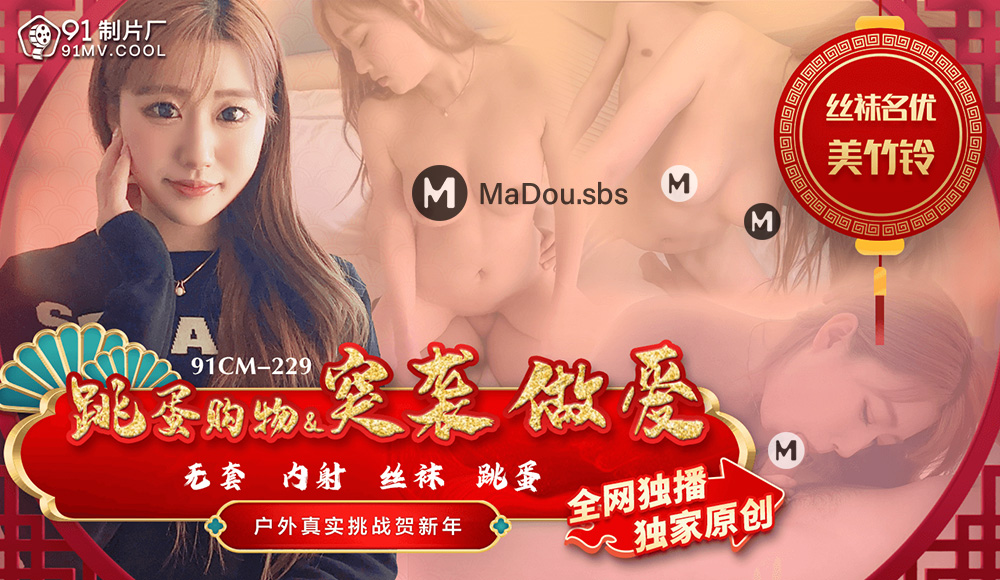 91制片厂
91MV.COOL
丝袜名优
美竹铃
M MaDou.sbs
M
M
S
A
91CM-229
跳蛋购物&突袭做爱
无套 内射 丝袜 跳蛋
M
户外真实挑战贺新年
全网独播
独家原创